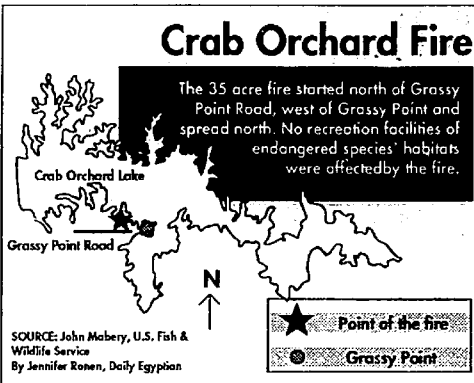 Crab Orchard Fire
The 35 acre fire started north of Grassy
Point Road, west of Grassy Point and
spread north. No recreation facilities of
endangered species' habitats
were affectedby the fire.
Crab Orchard Lake
Grassy Point Road
N
Point of the fire
Grassy Point
SOURCE: John Mabery, U.S. Fish &
Wildlife Service
By Jennifer Ronen, Daily Egyptian